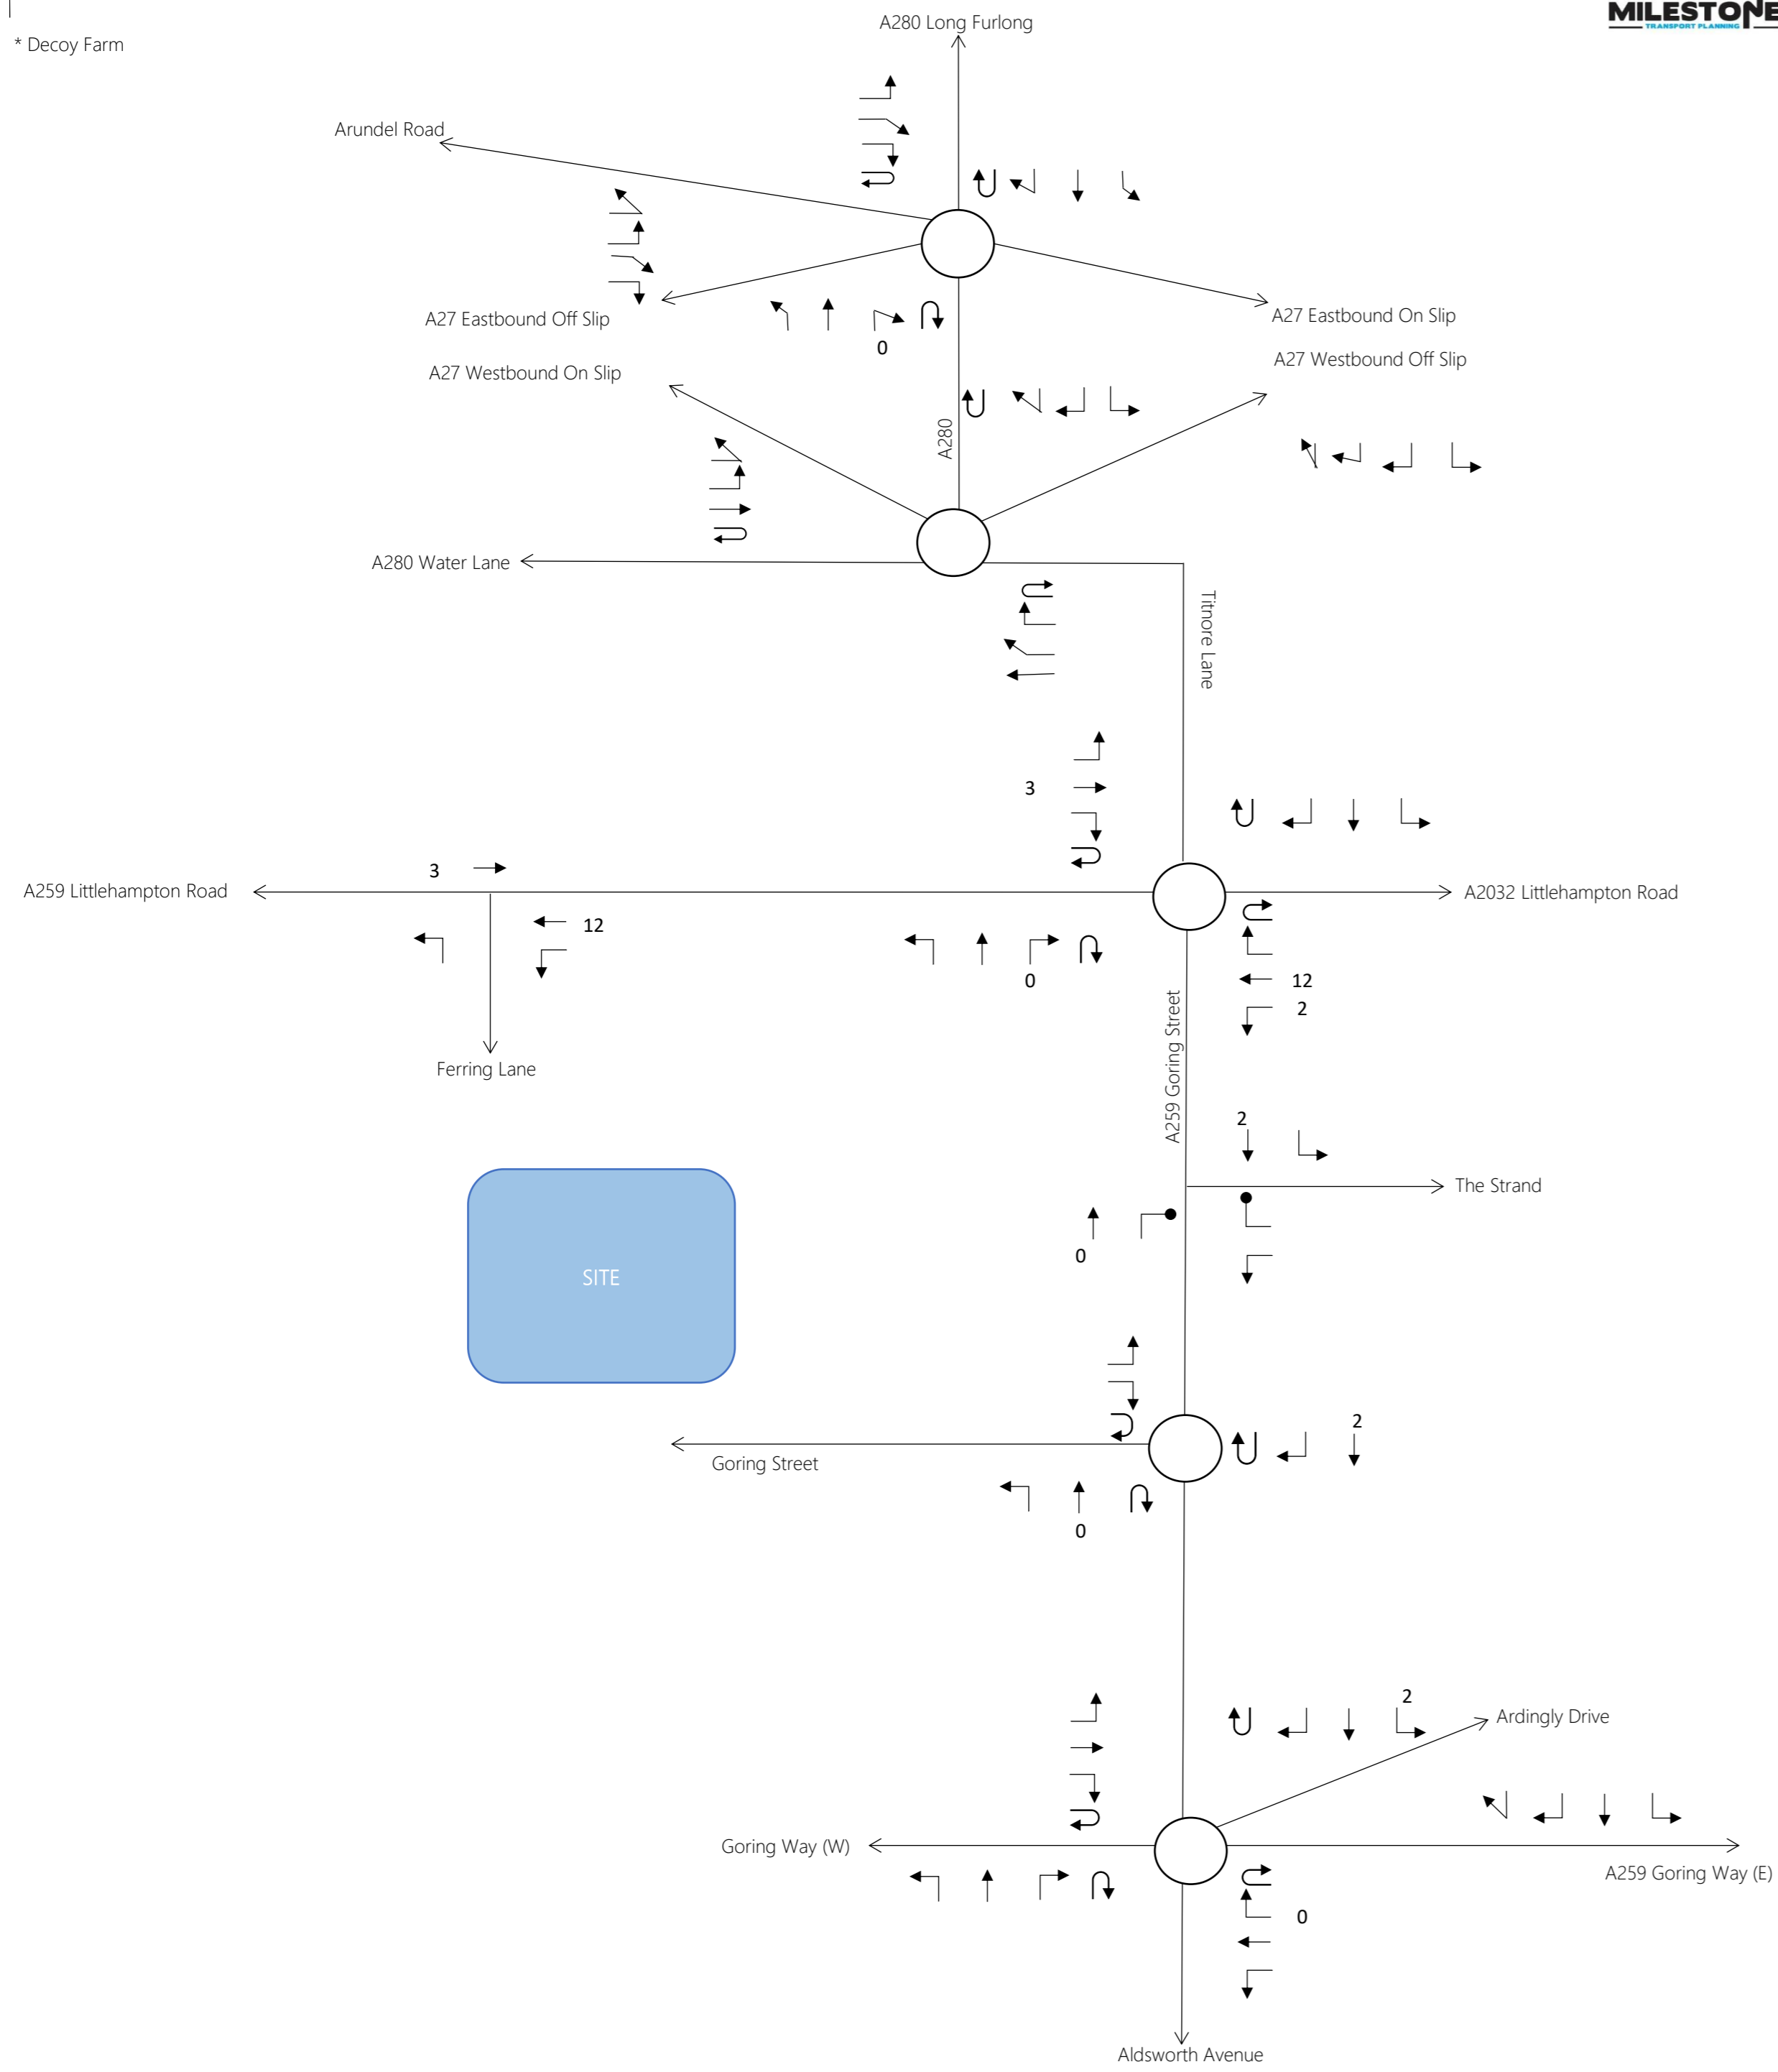 MILESTONE
TRANSPORT PLANNING
* Decoy Farm
A280 Long Furlong
Arundel Road
A27 Eastbound Off Slip
0
A27 Eastbound On Slip
A27 Westbound On Slip
A27 Westbound Off Slip
A280
A280 Water Lane
Titnore Lane
3
3
A259 Littlehampton Road
A2032 Littlehampton Road
12
0
12
2
A259 Goring Street
Ferring Lane
2
The Strand
0
SITE
2
Goring Street
0
2
Ardingly Drive
Goring Way (W)
A259 Goring Way (E)
0
Aldsworth Avenue